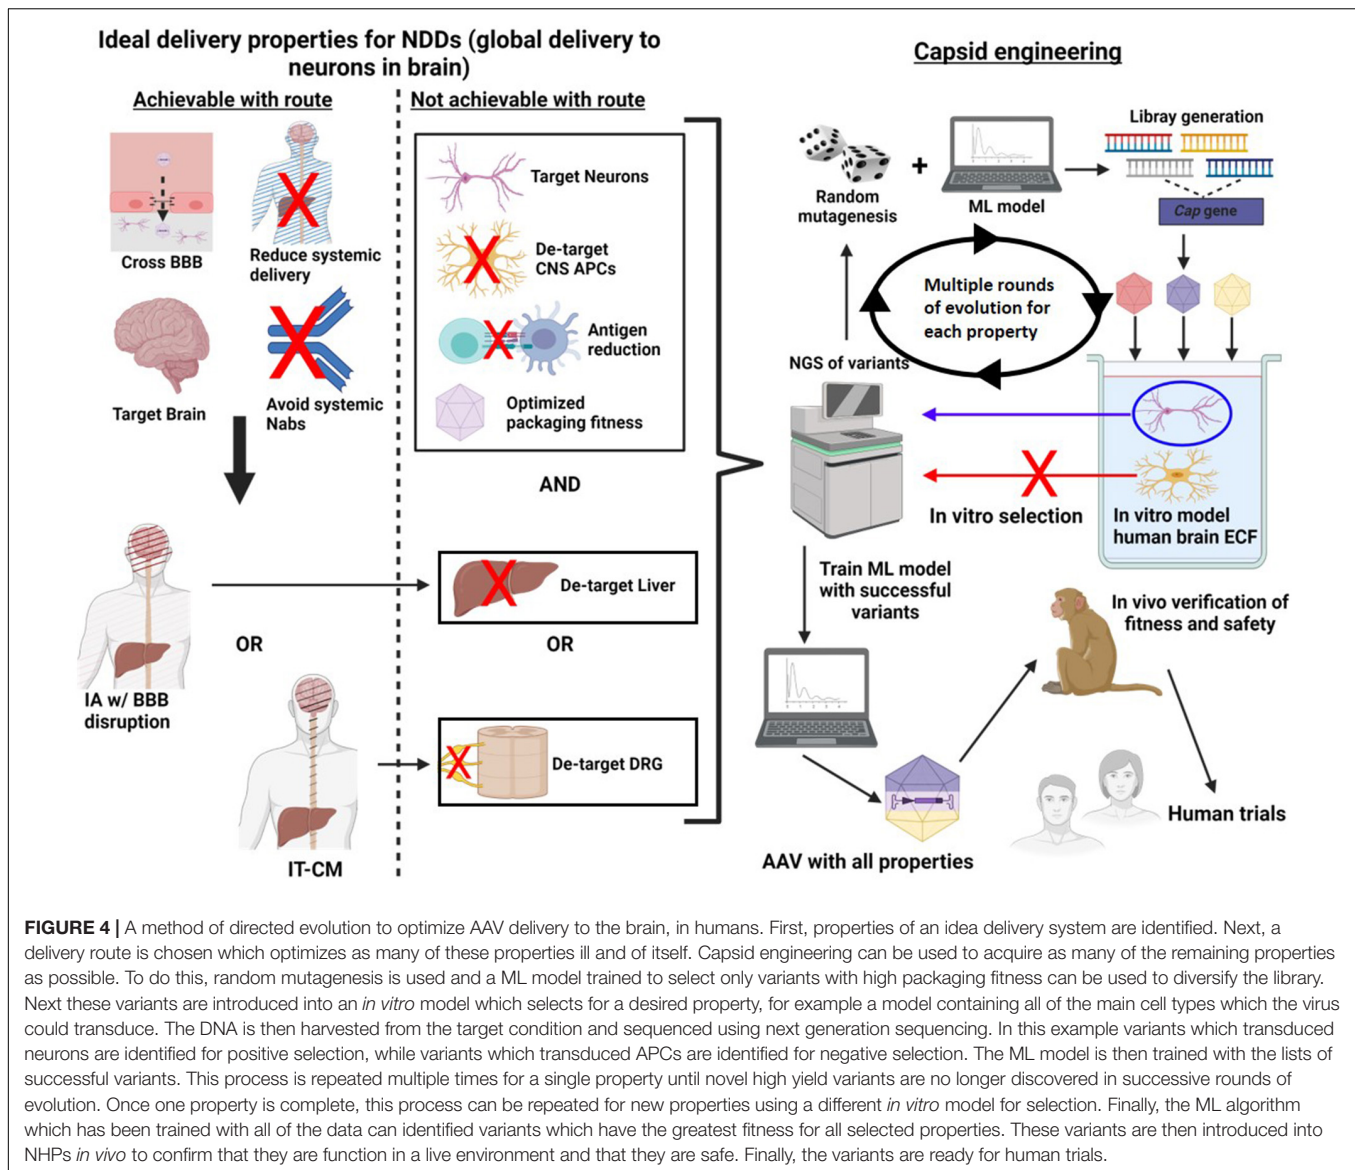 Ideal delivery properties for NDDs (global delivery to
neurons in brain)
Achievable with route
Not achievable with route
Cross BBB
Reduce systemic
delivery
Target Brain
Avoid systemic
Nabs
Target Neurons
De-target
CNS APCs
Antigen
reduction
Optimized
packaging fitness
AND
IA w/ BBB
disruption
OR
IT-CM
De-target Liver
OR
De-target DRG
Capsid engineering
Random
mutagenesis
+
ML model
Libray generation
Cap gene
Multiple rounds
of evolution for
each property
NGS of variants
In vitro selection
In vitro model
human brain ECF
Train ML model
with successful
variants
In vivo verification of
fitness and safety
AAV with all properties
Human trials
FIGURE 4 | A method of directed evolution to optimize AAV delivery to the brain, in humans. First, properties of an idea delivery system are identified. Next, a
delivery route is chosen which optimizes as many of these properties ill and of itself. Capsid engineering can be used to acquire as many of the remaining properties
as possible. To do this, random mutagenesis is used and a ML model trained to select only variants with high packaging fitness can be used to diversify the library.
Next these variants are introduced into an in vitro model which selects for a desired property, for example a model containing all of the main cell types which the virus
could transduce. The DNA is then harvested from the target condition and sequenced using next generation sequencing. In this example variants which transduced
neurons are identified for positive selection, while variants which transduced APCs are identified for negative selection. The ML model is then trained with the lists of
successful variants. This process is repeated multiple times for a single property until novel high yield variants are no longer discovered in successive rounds of
evolution. Once one property is complete, this process can be repeated for new properties using a different in vitro model for selection. Finally, the ML algorithm
which has been trained with all of the data can identified variants which have the greatest fitness for all selected properties. These variants are then introduced into
NHPs in vivo to confirm that they are function in a live environment and that they are safe. Finally, the variants are ready for human trials.